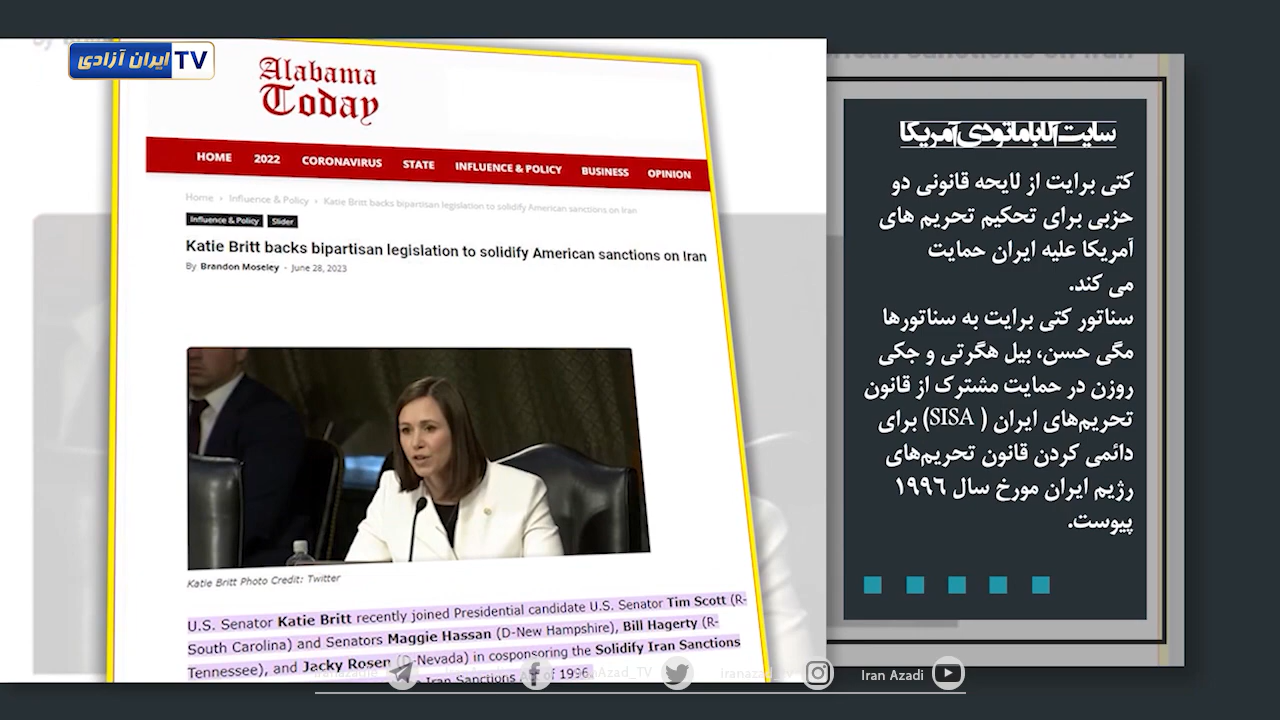 ایران آزادی TV
Alabama
Today
HOME 2022 CORONAVIRUS STATE INFLUENCE & POLICY BUSINESS OPINION
Home › Influence & Policy › Katie Britt backs bipartisan legislation to solidify American sanctions on Iran
Influence & Policy Slider
Katie Britt backs bipartisan legislation to solidify American sanctions on Iran
By Brandon Moseley - June 28, 2023
Katie Britt Photo Credit: Twitter
U.S. Senator Katie Britt recently joined Presidential candidate U.S. Senator Tim Scott (R-
South Carolina) and Senators Maggie Hassan (D-New Hampshire), Bill Hagerty (R-
Tennessee), and Jacky Rosen (D-Nevada) in cosponsoring the Solidify Iran Sanctions
Iran Sanctions of 1996.
سایت آلاباماتودی آمریکا
کتی برایت از لایحه قانونی دو
حزبی برای تحکیم تحریم های
آمریکا علیه ایران حمایت
می کند.
سناتور کتی برایت به سناتورها
مگی حسن، بیل هگرتی و جکی
روزن در حمایت مشترک از قانون
تحریم‌های ایران ( SISA) برای
دائمی کردن قانون تحریم‌های
رژیم ایران مورخ سال ۱۹۹۶
پیوست.
Iran Azadi